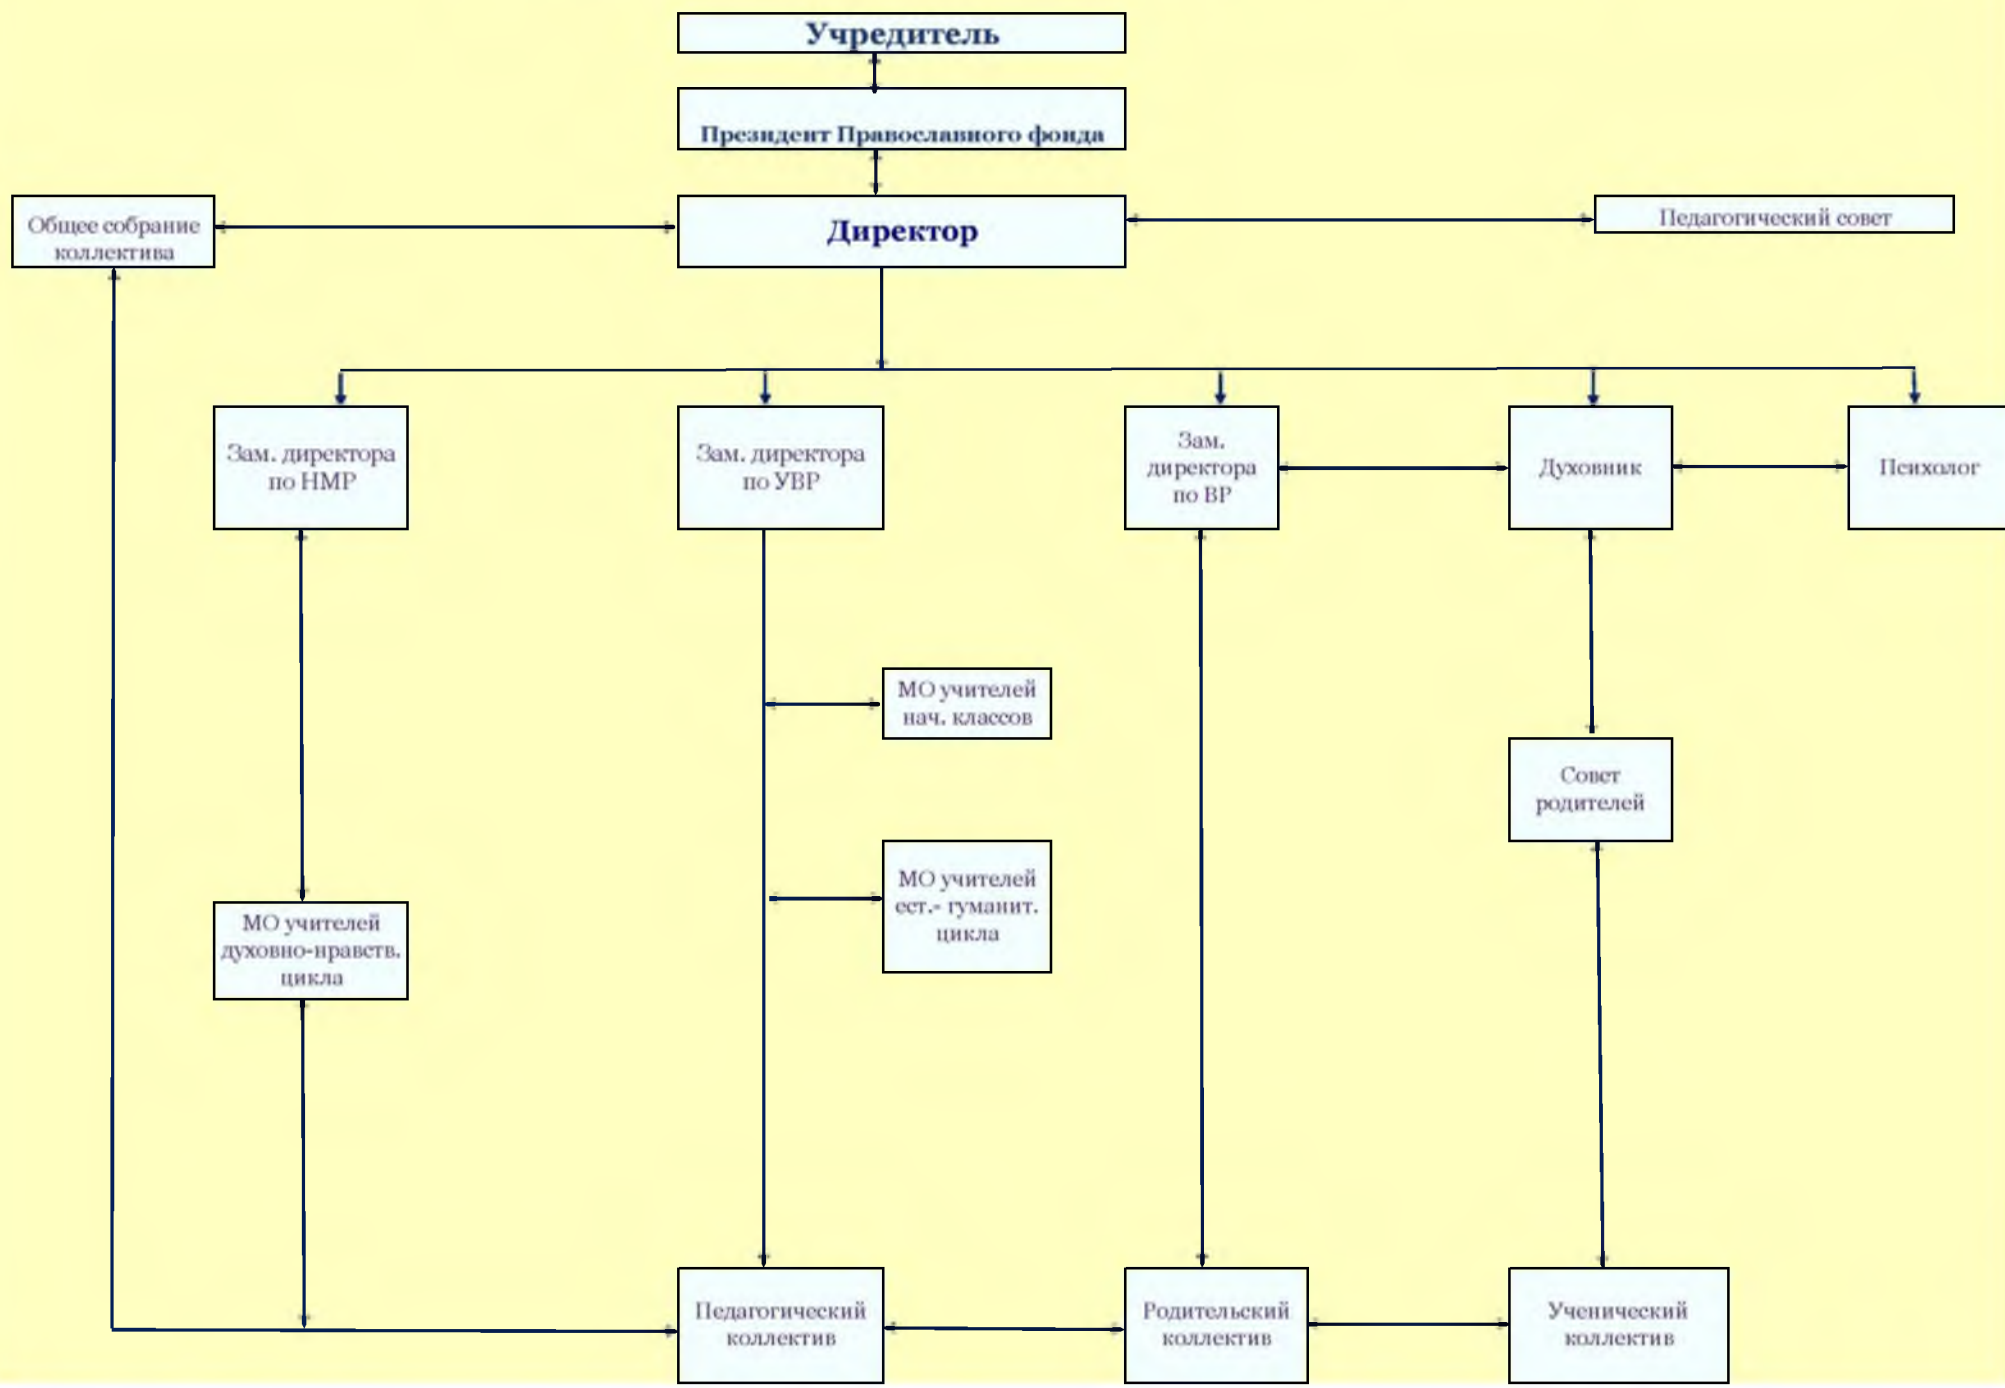 Учредитель
Президент Православного фонда
Общее собрание
коллектива
Директор
Педагогический совет
Зам. директора
по НМР
Зам. директора
по УВР
Зам.
директора
по ВР
Духовник
Психолог
МО учителей
нач. классов
Совет
родителей
МО учителей
ест.- гуманит.
цикла
МО учителей
духовно-нравств.
цикла
Педагогический
коллектив
Родительский
коллектив
Ученический
коллектив